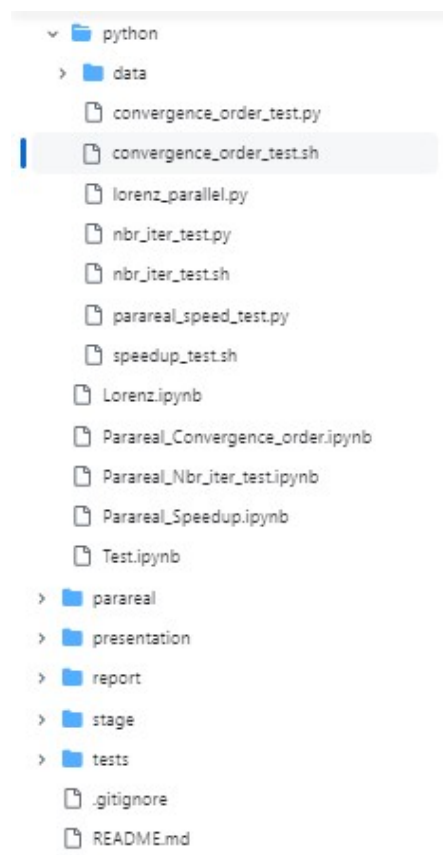 python
data
convergence_order_test.py
convergence_order_test.sh
lorenz_parallel.py
nbr_iter_test.py
nbr_iter_test.sh
parareal_speed_test.py
speedup_test.sh
Lorenz.ipynb
Parareal_Convergence_order.ipynb
Parareal_Nbr_iter_test.ipynb
Parareal_Speedup.ipynb
Test.ipynb
parareal
presentation
report
stage
tests
.gitignore
README.md